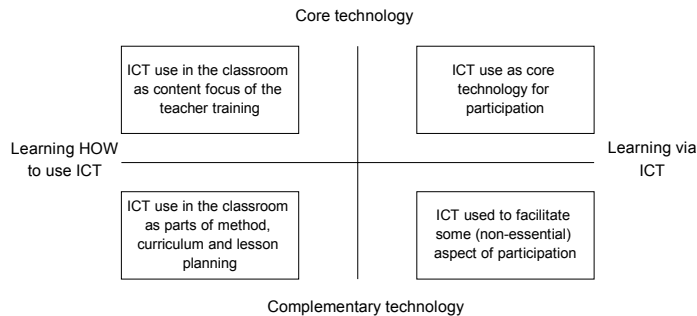 Core technology
ICT use in the classroom
as content focus of the
teacher training
ICT use as core
technology for
participation
Learning HOW
to use ICT
Learning via
ICT
ICT use in the classroom
as parts of method,
curriculum and lesson
planning
ICT used to facilitate
some (non-essential)
aspect of participation
Complementary technology